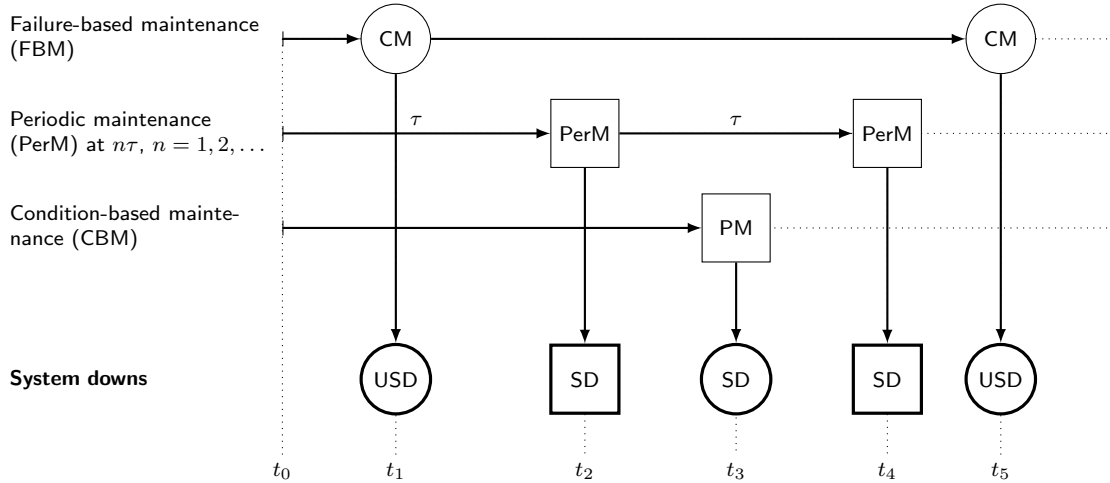 Failure-based maintenance
(FBM)
CM
CM
Periodic maintenance
(PerM) at nτ, n = 1, 2, . . .
τ
PerM
τ
PerM
Condition-based mainte-
nance (CBM)
PM
System downs
USD
SD
SD
SD
USD
t₀
t₁
t₂
t₃
t₄
t₅